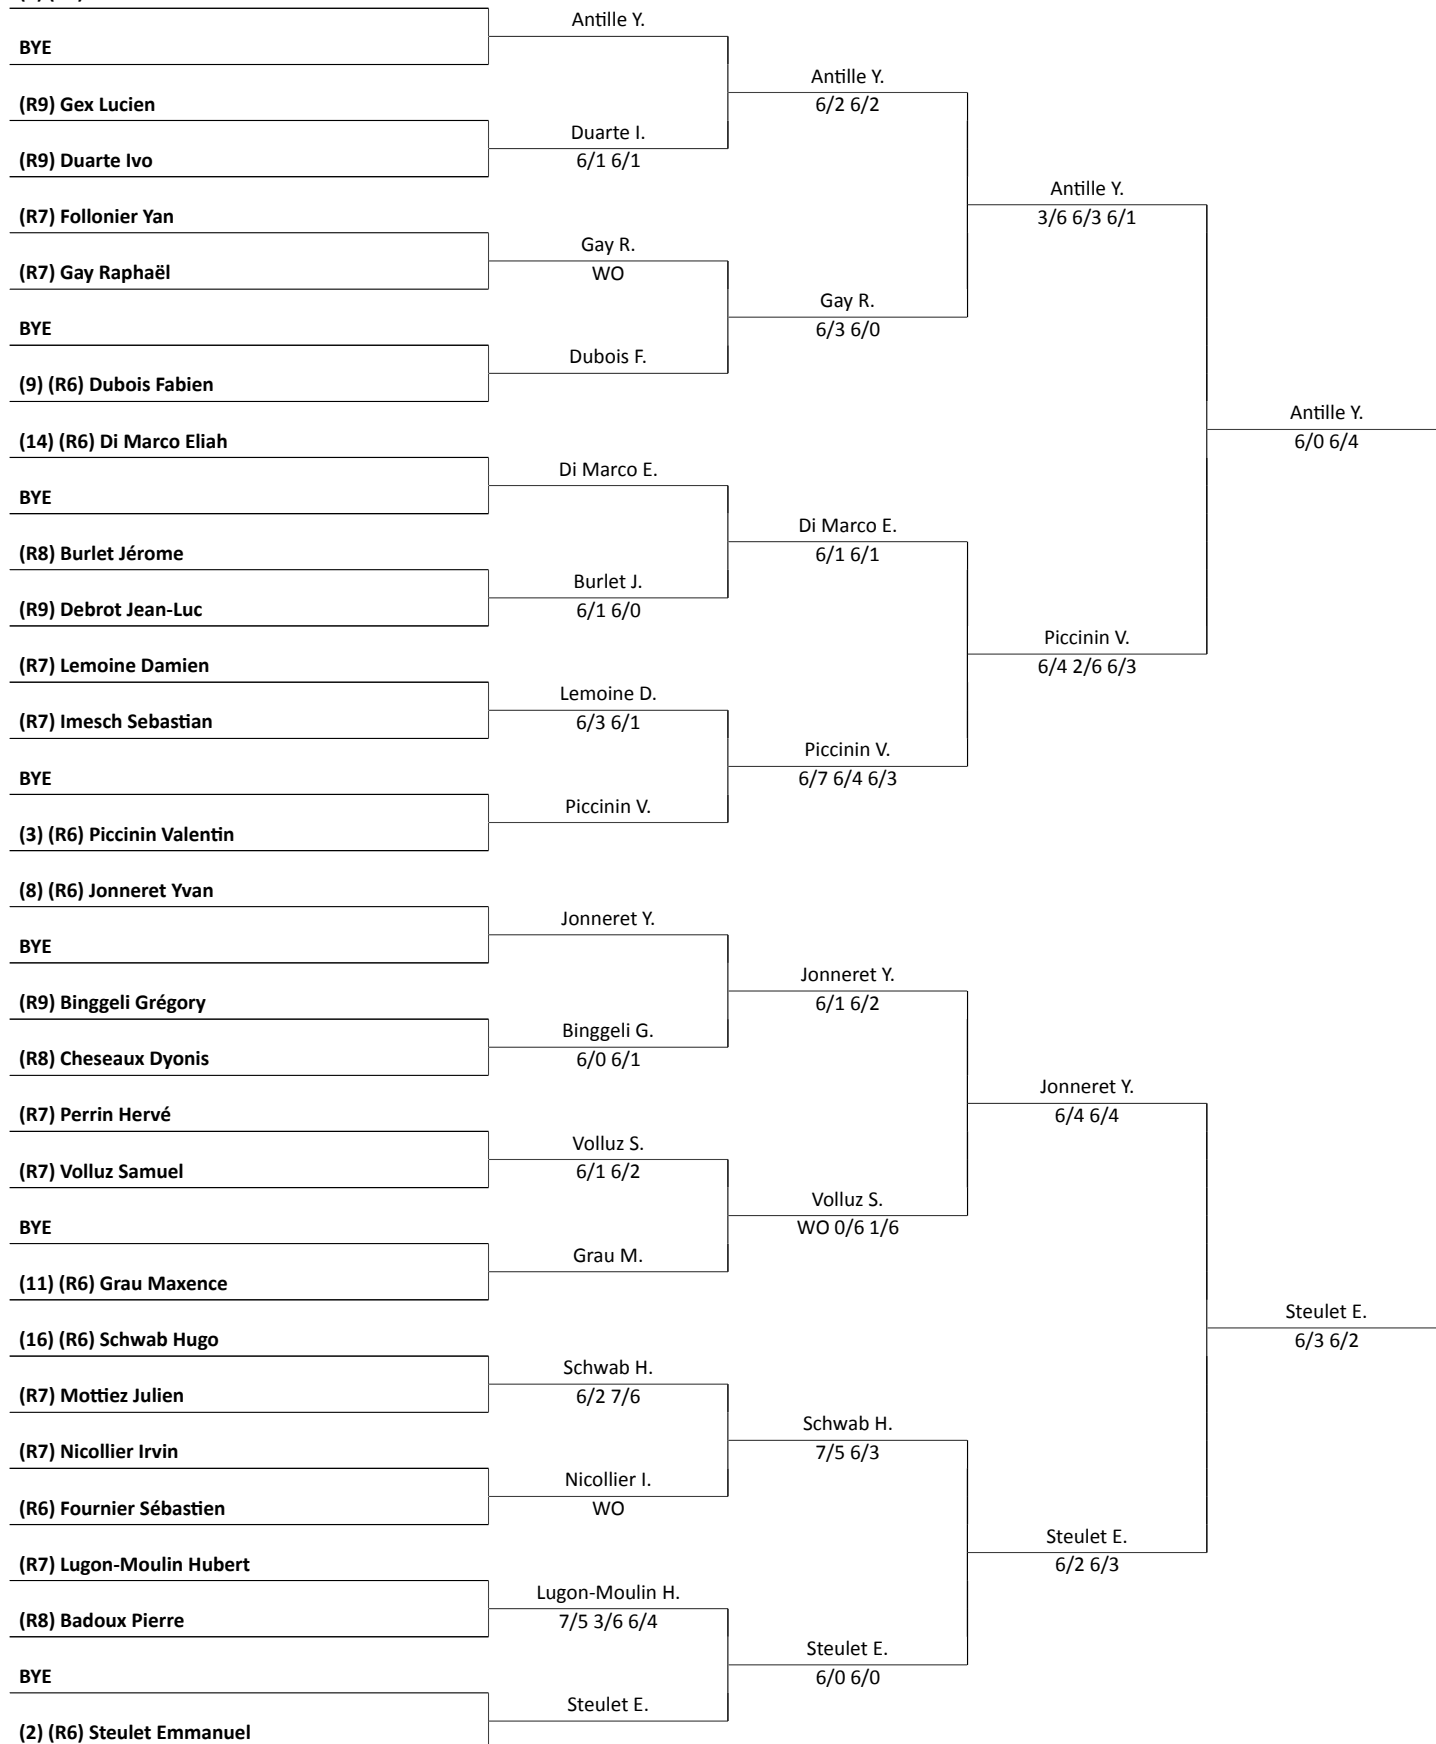 BYE
(R9) Gex Lucien
(R9) Duarte Ivo
(R7) Follonier Yan
(R7) Gay Raphaël
BYE
(9) (R6) Dubois Fabien
(14) (R6) Di Marco Eliah
BYE
(R8) Burlet Jérome
(R9) Debrot Jean-Luc
(R7) Lemoine Damien
(R7) Imesch Sebastian
BYE
(3) (R6) Piccinin Valentin
(8) (R6) Jonneret Yvan
BYE
(R9) Binggeli Grégory
(R8) Cheseaux Dyonis
(R7) Perrin Hervé
(R7) Volluz Samuel
BYE
(11) (R6) Grau Maxence
(16) (R6) Schwab Hugo
(R7) Mottiez Julien
(R7) Nicollier Irvin
(R6) Fournier Sébastien
(R7) Lugon-Moulin Hubert
(R8) Badoux Pierre
BYE
(2) (R6) Steulet Emmanuel
Antille Y.
Duarte I.
6/1 6/1
Gay R.
WO
Dubois F.
Di Marco E.
Burlet J.
6/1 6/0
Lemoine D.
6/3 6/1
Piccinin V.
Jonneret Y.
Binggeli G.
6/0 6/1
Volluz S.
6/1 6/2
Grau M.
Schwab H.
6/2 7/6
Nicollier I.
WO
Lugon-Moulin H.
7/5 3/6 6/4
Steulet E.
Antille Y.
6/2 6/2
Gay R.
6/3 6/0
Di Marco E.
6/1 6/1
Piccinin V.
6/7 6/4 6/3
Jonneret Y.
6/1 6/2
Volluz S.
WO 0/6 1/6
Schwab H.
7/5 6/3
Steulet E.
6/0 6/0
Antille Y.
3/6 6/3 6/1
Piccinin V.
6/4 2/6 6/3
Jonneret Y.
6/4 6/4
Steulet E.
6/2 6/3
Antille Y.
6/0 6/4
Steulet E.
6/3 6/2